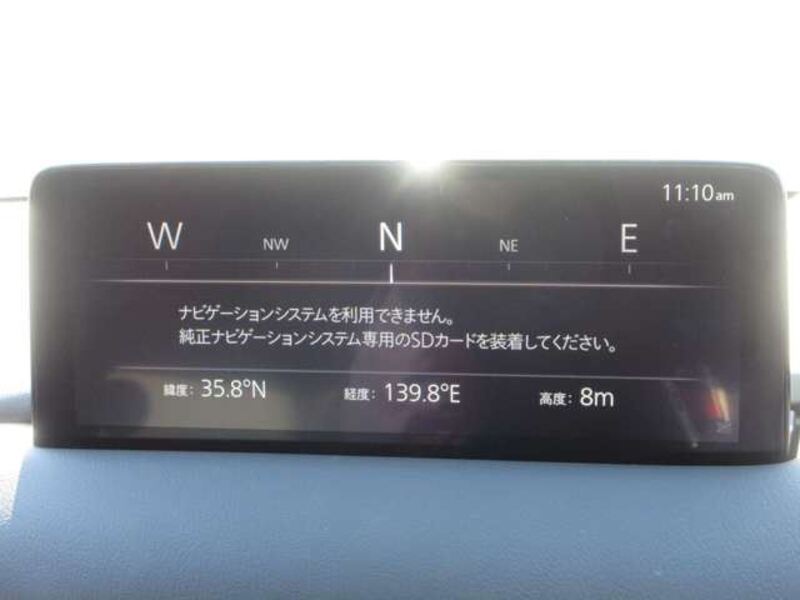 11:10am
W NW N NE E
ナビゲーションシステムを利用できません。
純正ナビゲーションシステム専用のSDカードを装着してください。
緯度: 35.8°N 経度: 139.8°E 高度: 8m